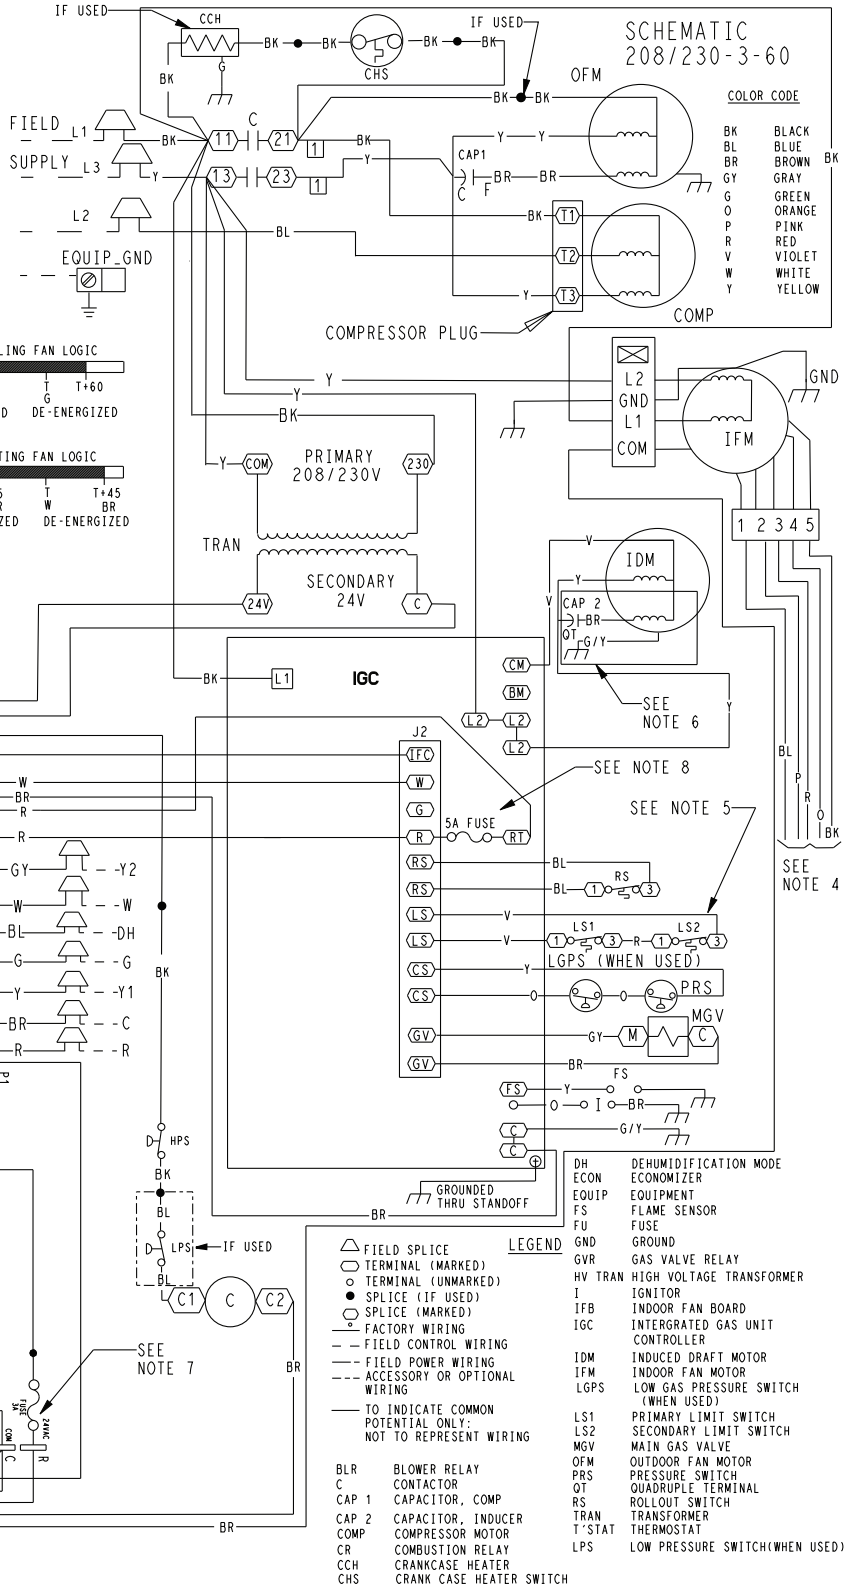 IF USED
CCH
BK
BK
BK
BK
IF USED
SCHEMATIC
208/230-3-60
BK
G
CHS
OFM
BK
BK
COLOR CODE
BK BLACK
BL BLUE
BR BROWN
GY GRAY
G GREEN
O ORANGE
P PINK
R RED
V VIOLET
W WHITE
Y YELLOW
BK
FIELD
L1
BK
11
C
21
1
BK
Y
Y
SUPPLY
L3
Y
13
23
1
Y
CAP1
C
F
BR
BR
L2
BL
BK
T1
T2
Y
T3
EQUIP_GND
COMPRESSOR PLUG
COMP
LING FAN LOGIC
T
G
T+60
D DE-ENERGIZED
Y
Y
BK
L2
GND
L1
COM
IFM
GND
TING FAN LOGIC
T
W
T+45
BR
ZED DE-ENERGIZED
Y
COM
PRIMARY
208/230V
230
TRAN
SECONDARY
24V
24V
C
1 2 3 4 5
V
IDM
Y
V
CAP 2
BR
QT
G/Y
BK
L1
IGC
CM
BM
L2
L2
L2
SEE
NOTE 6
Y
J2
IFC
W
W
BR
R
G
R
R
5A FUSE
RT
SEE NOTE 8
SEE NOTE 5
BL
P
R
O
BK
SEE
NOTE 4
RS
BL
RS
RS
BL
1
3
LS
V
LS1
LS2
LS
V
1
3
R
1
3
LGPS (WHEN USED)
CS
Y
CS
O
O
PRS
MGV
GV
GY
M
C
GV
BR
GY
Y2
W
W
BL
DH
G
G
Y
Y1
BR
C
R
R
P1
BK
FS
Y
FS
O
I
BR
C
G/Y
C
HPS
BK
BL
LPS
IF USED
BL
GROUNDED
THRU STANDOFF
BR
C1
C
C2
BR
SEE
NOTE 7
FUSE
3A
24VAC
COM
C
R
BR
LEGEND
FIELD SPLICE
TERMINAL (MARKED)
TERMINAL (UNMARKED)
SPLICE (IF USED)
SPLICE (MARKED)
FACTORY WIRING
FIELD CONTROL WIRING
FIELD POWER WIRING
ACCESSORY OR OPTIONAL
WIRING
TO INDICATE COMMON
POTENTIAL ONLY:
NOT TO REPRESENT WIRING
BLR BLOWER RELAY
C CONTACTOR
CAP 1 CAPACITOR, COMP
CAP 2 CAPACITOR, INDUCER
COMP COMPRESSOR MOTOR
CR COMBUSTION RELAY
CCH CRANKCASE HEATER
CHS CRANK CASE HEATER SWITCH
DH DEHUMIDIFICATION MODE
ECON ECONOMIZER
EQUIP EQUIPMENT
FS FLAME SENSOR
FU FUSE
GND GROUND
GVR GAS VALVE RELAY
HV TRAN HIGH VOLTAGE TRANSFORMER
I IGNITOR
IFB INDOOR FAN BOARD
IGC INTERGRATED GAS UNIT
CONTROLLER
IDM INDUCED DRAFT MOTOR
IFM INDOOR FAN MOTOR
LGPS LOW GAS PRESSURE SWITCH
(WHEN USED)
LS1 PRIMARY LIMIT SWITCH
LS2 SECONDARY LIMIT SWITCH
MGV MAIN GAS VALVE
OFM OUTDOOR FAN MOTOR
PRS PRESSURE SWITCH
QT QUADRUPLE TERMINAL
RS ROLLOUT SWITCH
TRAN TRANSFORMER
T'STAT THERMOSTAT
LPS LOW PRESSURE SWITCH(WHEN USED)